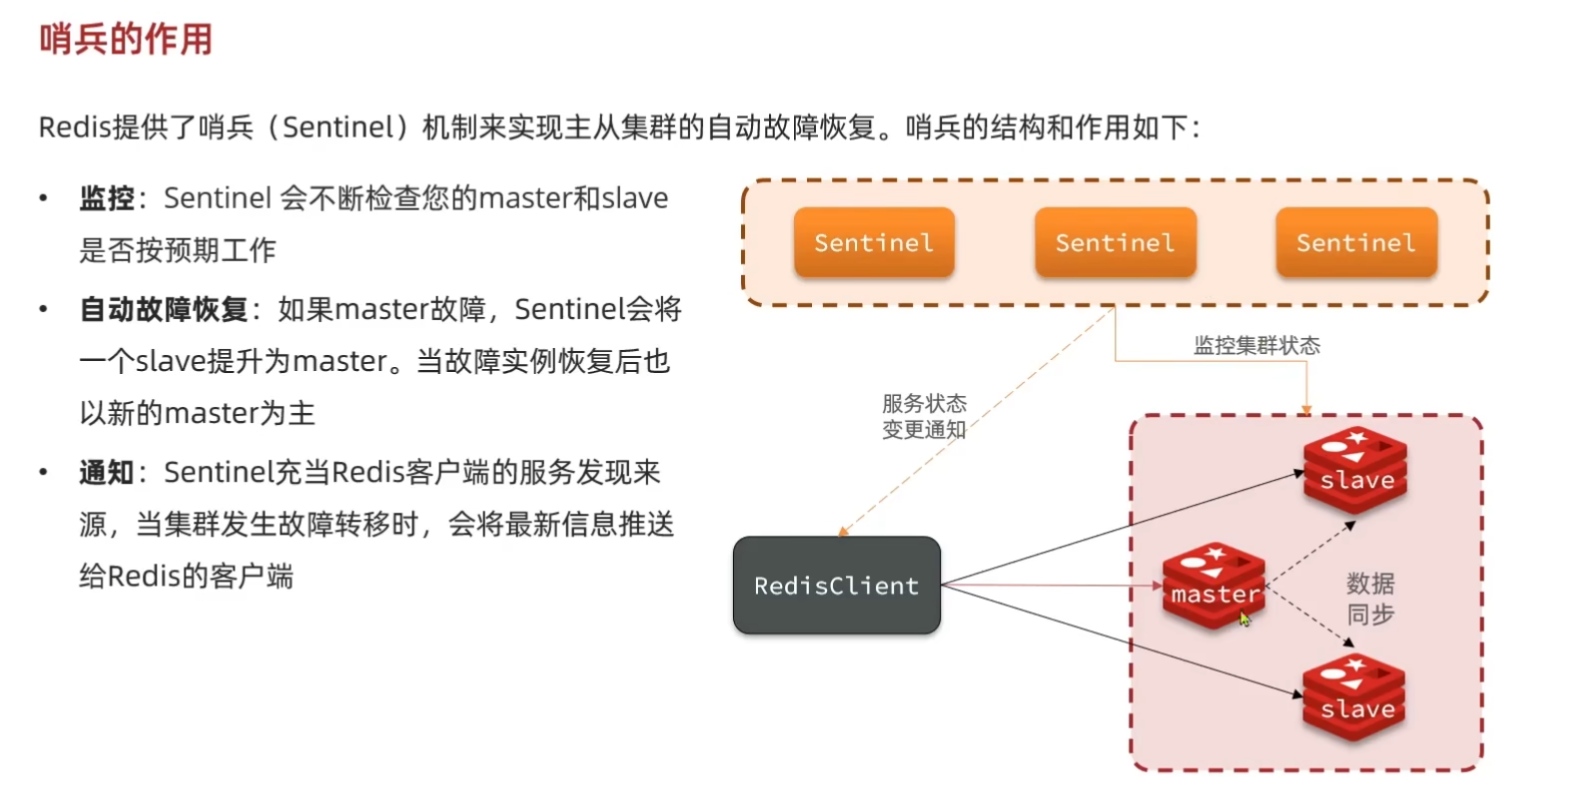 哨兵的作用
Redis提供了哨兵（Sentinel）机制来实现主从集群的自动故障恢复。哨兵的结构和作用如下：
• 监控：Sentinel 会不断检查您的master和slave
是否按预期工作
• 自动故障恢复：如果master故障，Sentinel会将
一个slave提升为master。当故障实例恢复后也
以新的master为主
• 通知：Sentinel充当Redis客户端的服务发现来
源，当集群发生故障转移时，会将最新信息推送
给Redis的客户端
Sentinel
Sentinel
Sentinel
监控集群状态
服务状态
变更通知
RedisClient
slave
master
数据
同步
slave